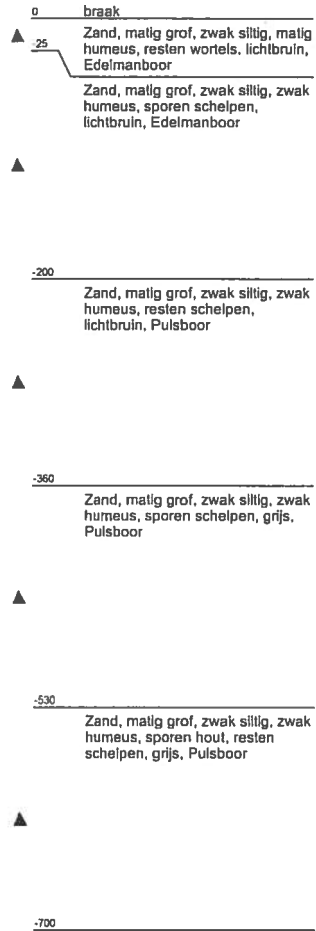 0 braak
Zand, matig grof, zwak siltig, matig
humeus, resten wortels, lichtbruin,
Edelmanboor
-25
Zand, matig grof, zwak siltig, zwak
humeus, sporen schelpen,
lichtbruin, Edelmanboor
-200
Zand, matig grof, zwak siltig, zwak
humeus, resten schelpen,
lichtbruin, Pulsboor
-360
Zand, matig grof, zwak siltig, zwak
humeus, sporen schelpen, grijs,
Pulsboor
-530
Zand, matig grof, zwak siltig, zwak
humeus, sporen hout, resten
schelpen, grijs, Pulsboor
-700